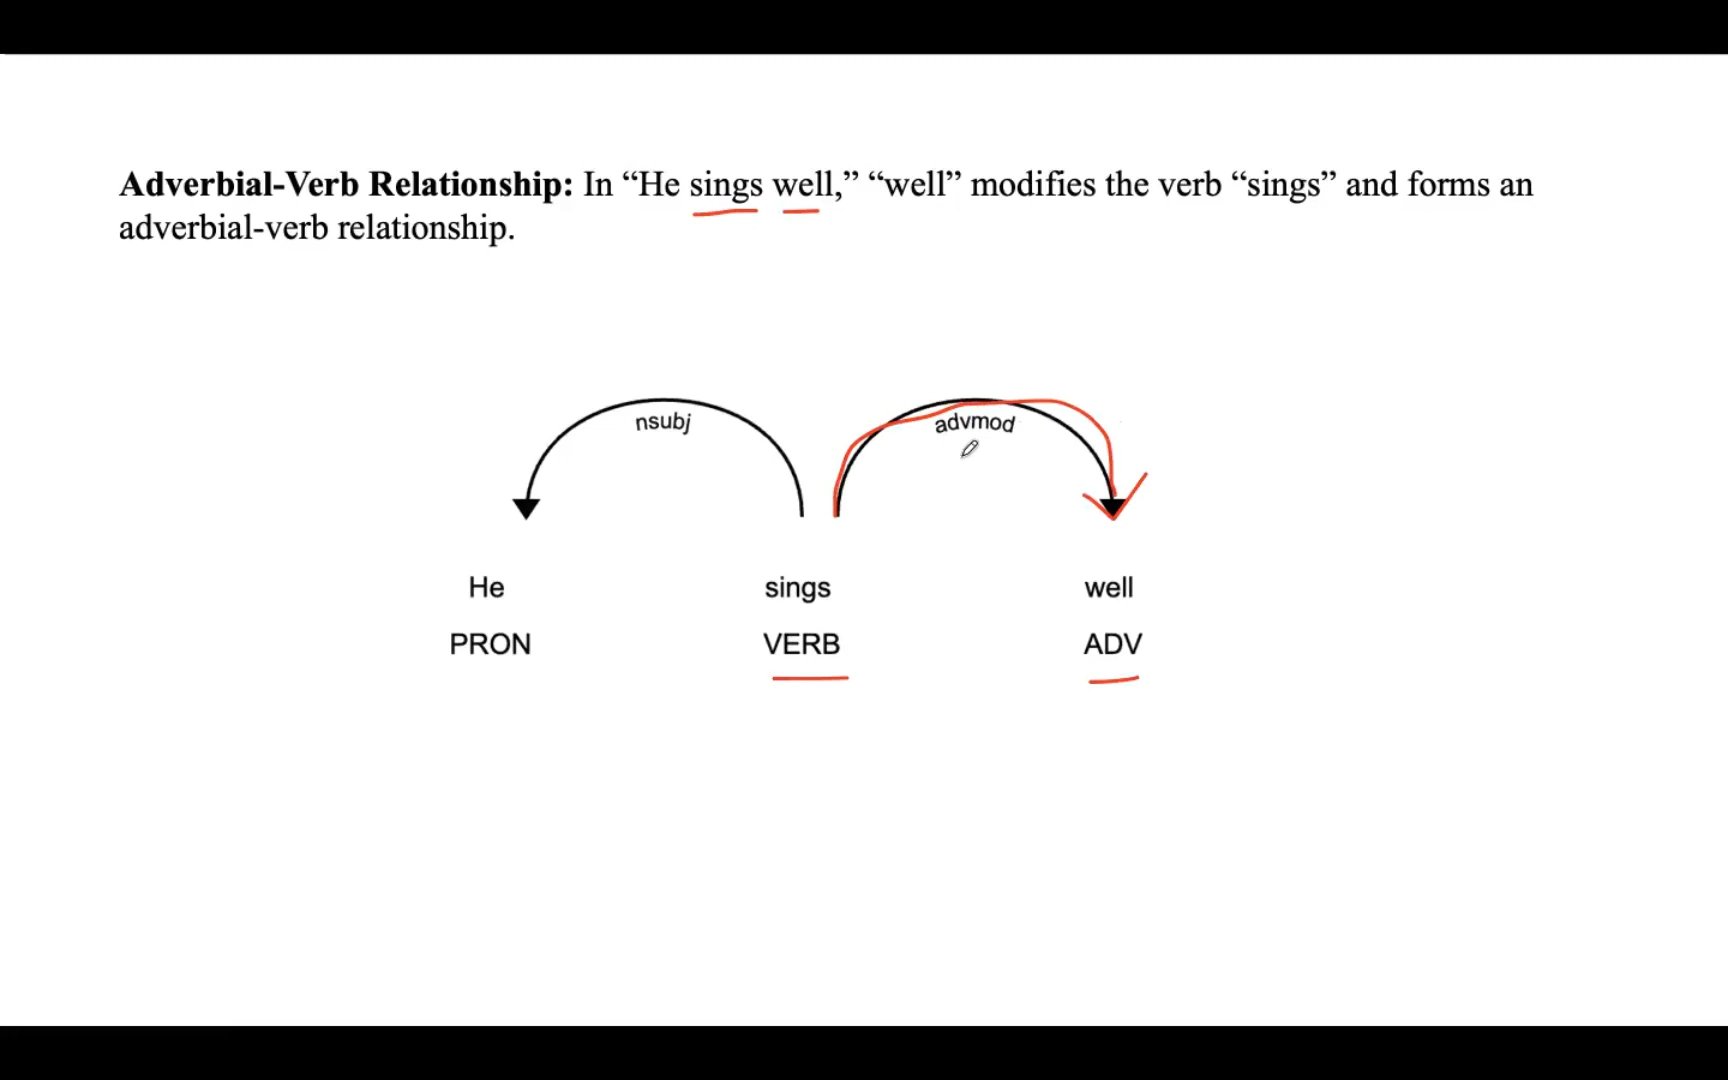 Adverbial-Verb Relationship: In “He sings well,” “well” modifies the verb “sings” and forms an
adverbial-verb relationship.
nsubj advmod
He sings well
PRON VERB ADV